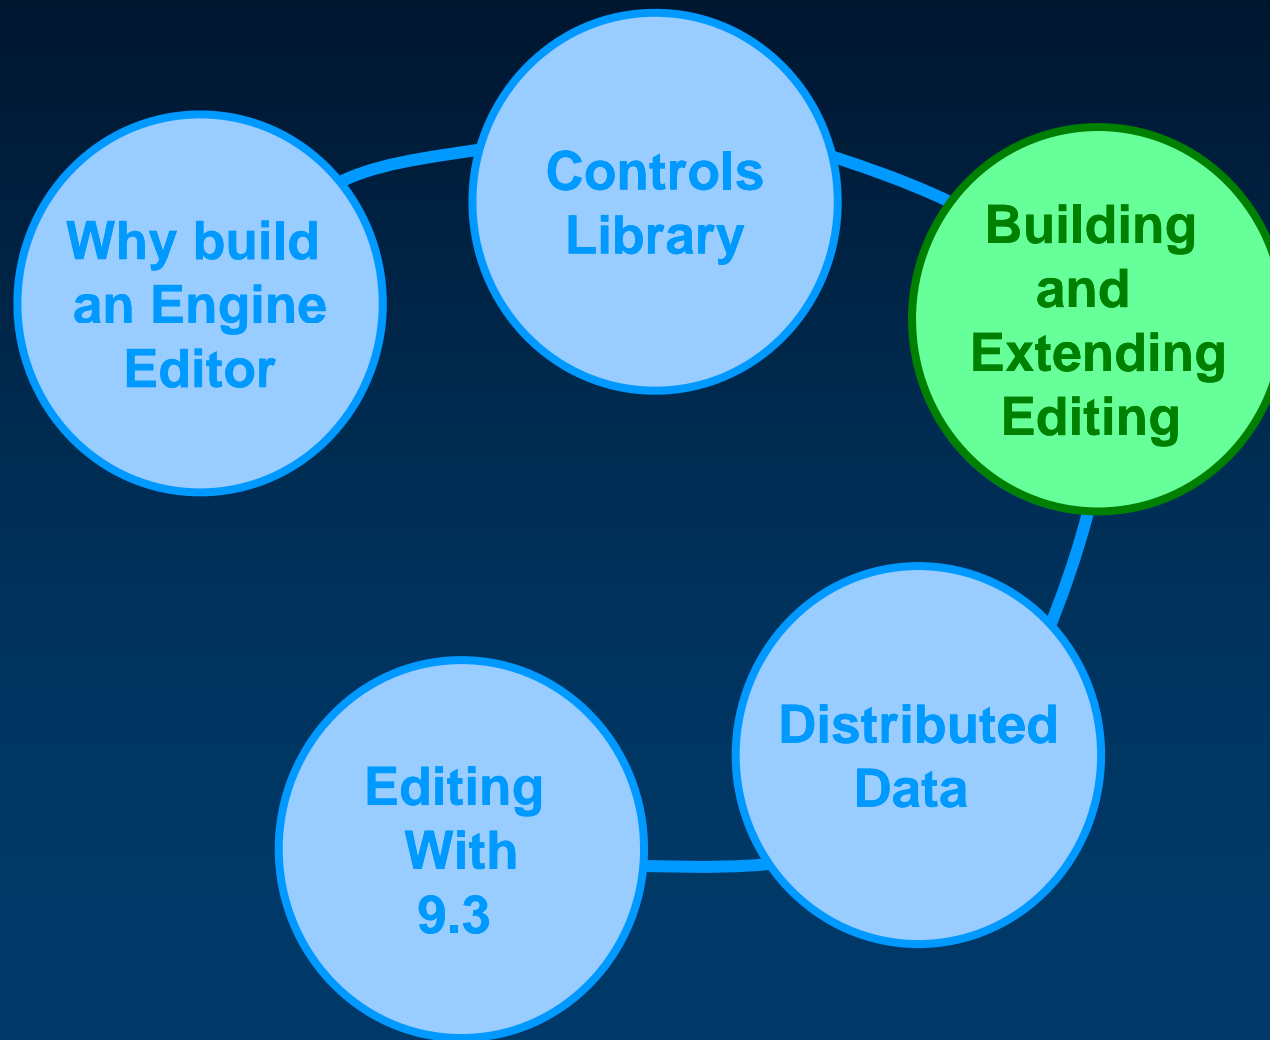 Why build
an Engine
Editor
Controls
Library
Building
and
Extending
Editing
Distributed
Data
Editing
With
9.3